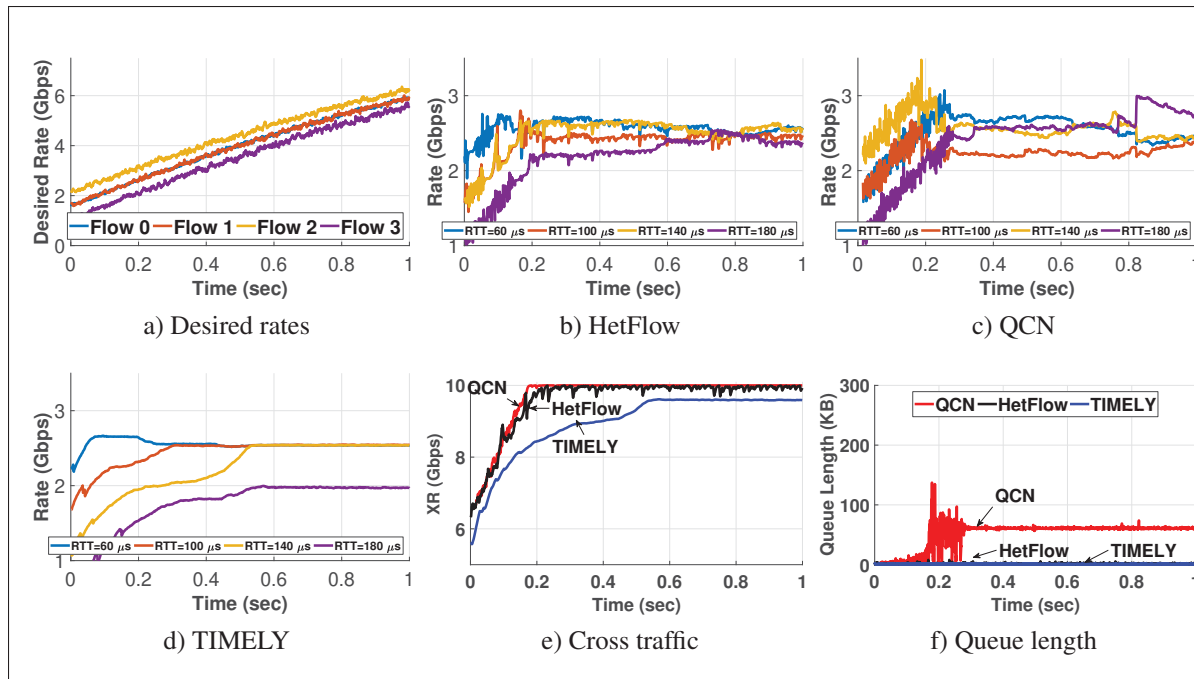 Desired Rate (Gbps)
6
4
2
0
Flow 0 Flow 1 Flow 2 Flow 3
0 0.2 0.4 0.6 0.8 1
Time (sec)
a) Desired rates
Rate (Gbps)
3
2
1
RTT=60 μs RTT=100 μs RTT=140 μs RTT=180 μs
0 0.2 0.4 0.6 0.8 1
Time (sec)
b) HetFlow
Rate (Gbps)
3
2
1
RTT=60 μs RTT=100 μs RTT=140 μs RTT=180 μs
0 0.2 0.4 0.6 0.8 1
Time (sec)
c) QCN
Rate (Gbps)
3
2
1
RTT=60 μs RTT=100 μs RTT=140 μs RTT=180 μs
0 0.2 0.4 0.6 0.8 1
Time (sec)
d) TIMELY
XR (Gbps)
10
8
6
QCN
HetFlow
TIMELY
0 0.2 0.4 0.6 0.8 1
Time (sec)
e) Cross traffic
Queue Length (KB)
300
200
100
0
QCN HetFlow TIMELY
QCN
HetFlow TIMELY
0 0.2 0.4 0.6 0.8 1
Time (sec)
f) Queue length